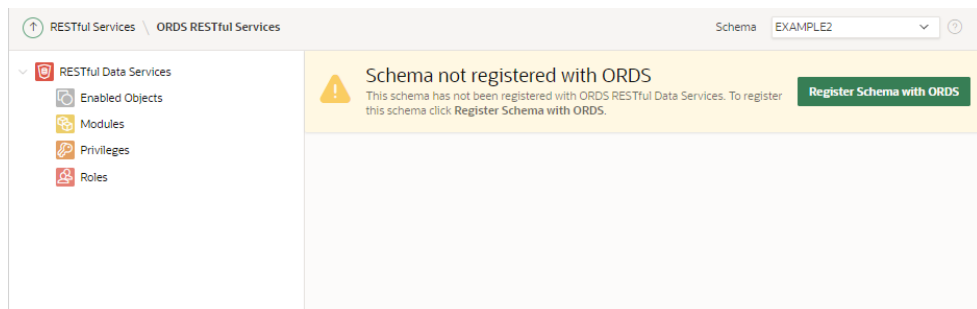 RESTful Services \ ORDS RESTful Services
Schema EXAMPLE2
RESTful Data Services
Enabled Objects
Modules
Privileges
Roles
Schema not registered with ORDS
This schema has not been registered with ORDS RESTful Data Services. To register
this schema click Register Schema with ORDS.
Register Schema with ORDS